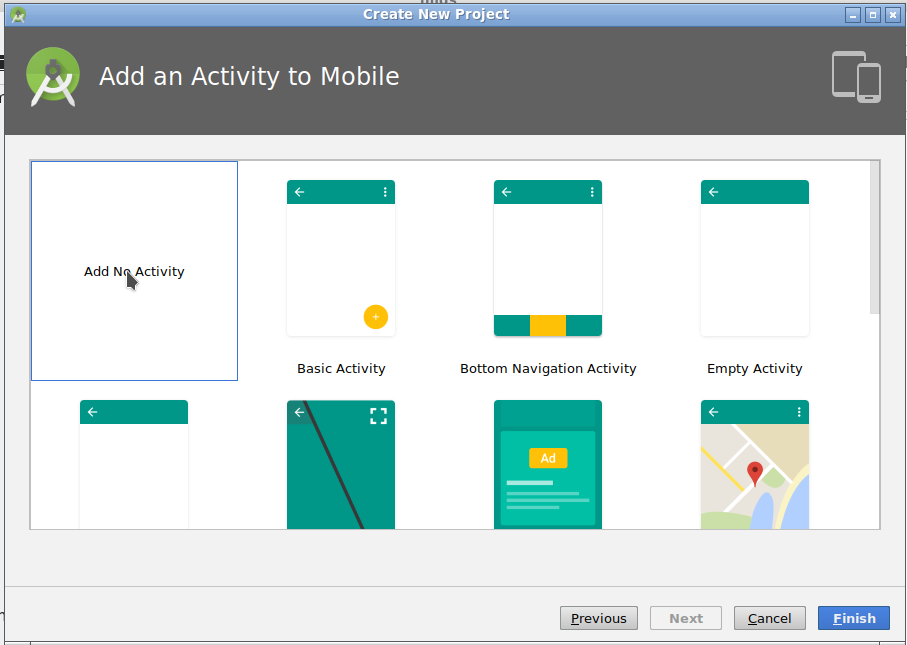 Create New Project
Add an Activity to Mobile
Add No Activity
Basic Activity
Bottom Navigation Activity
Empty Activity
Ad
Previous
Next
Cancel
Finish